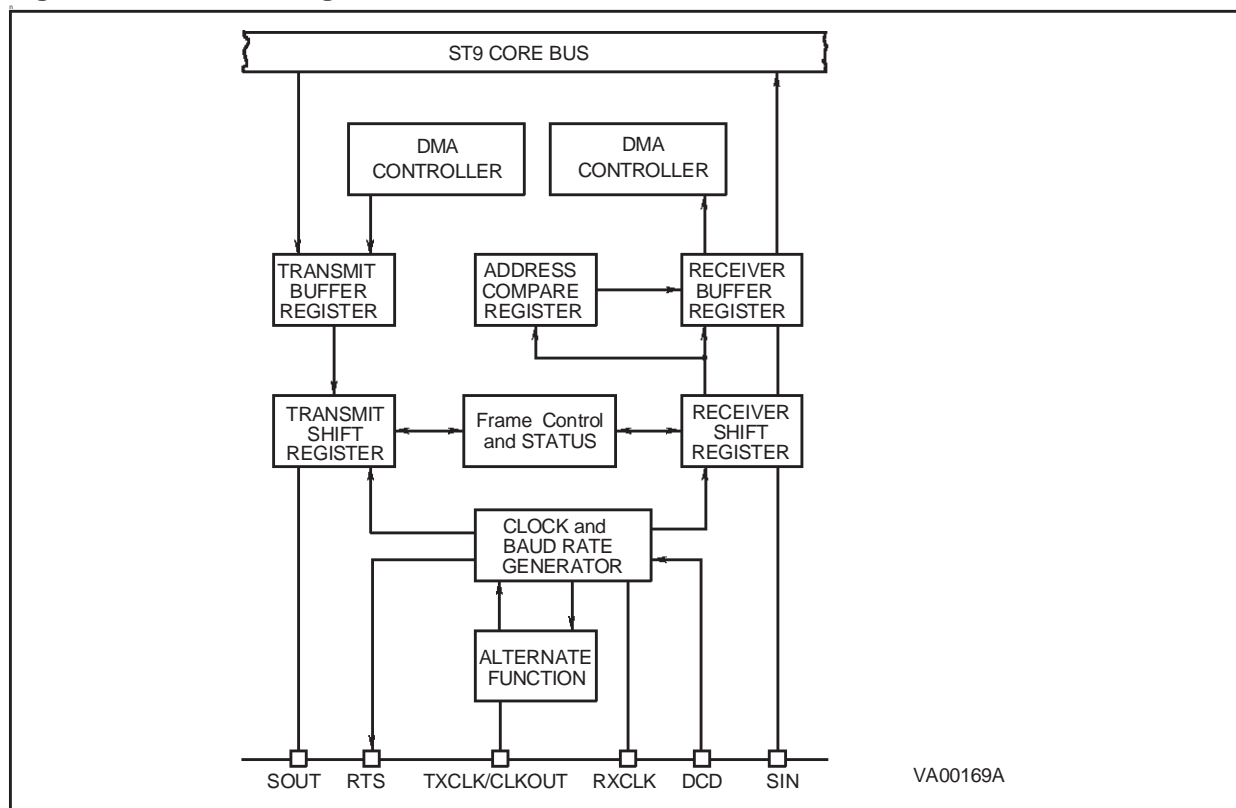 ST9 CORE BUS
DMA
CONTROLLER
DMA
CONTROLLER
TRANSMIT
BUFFER
REGISTER
ADDRESS
COMPARE
REGISTER
RECEIVER
BUFFER
REGISTER
TRANSMIT
SHIFT
REGISTER
Frame Control
and STATUS
RECEIVER
SHIFT
REGISTER
CLOCK and
BAUD RATE
GENERATOR
ALTERNATE
FUNCTION
SOUT RTS TXCLK/CLKOUT RXCLK DCD SIN
VA00169A